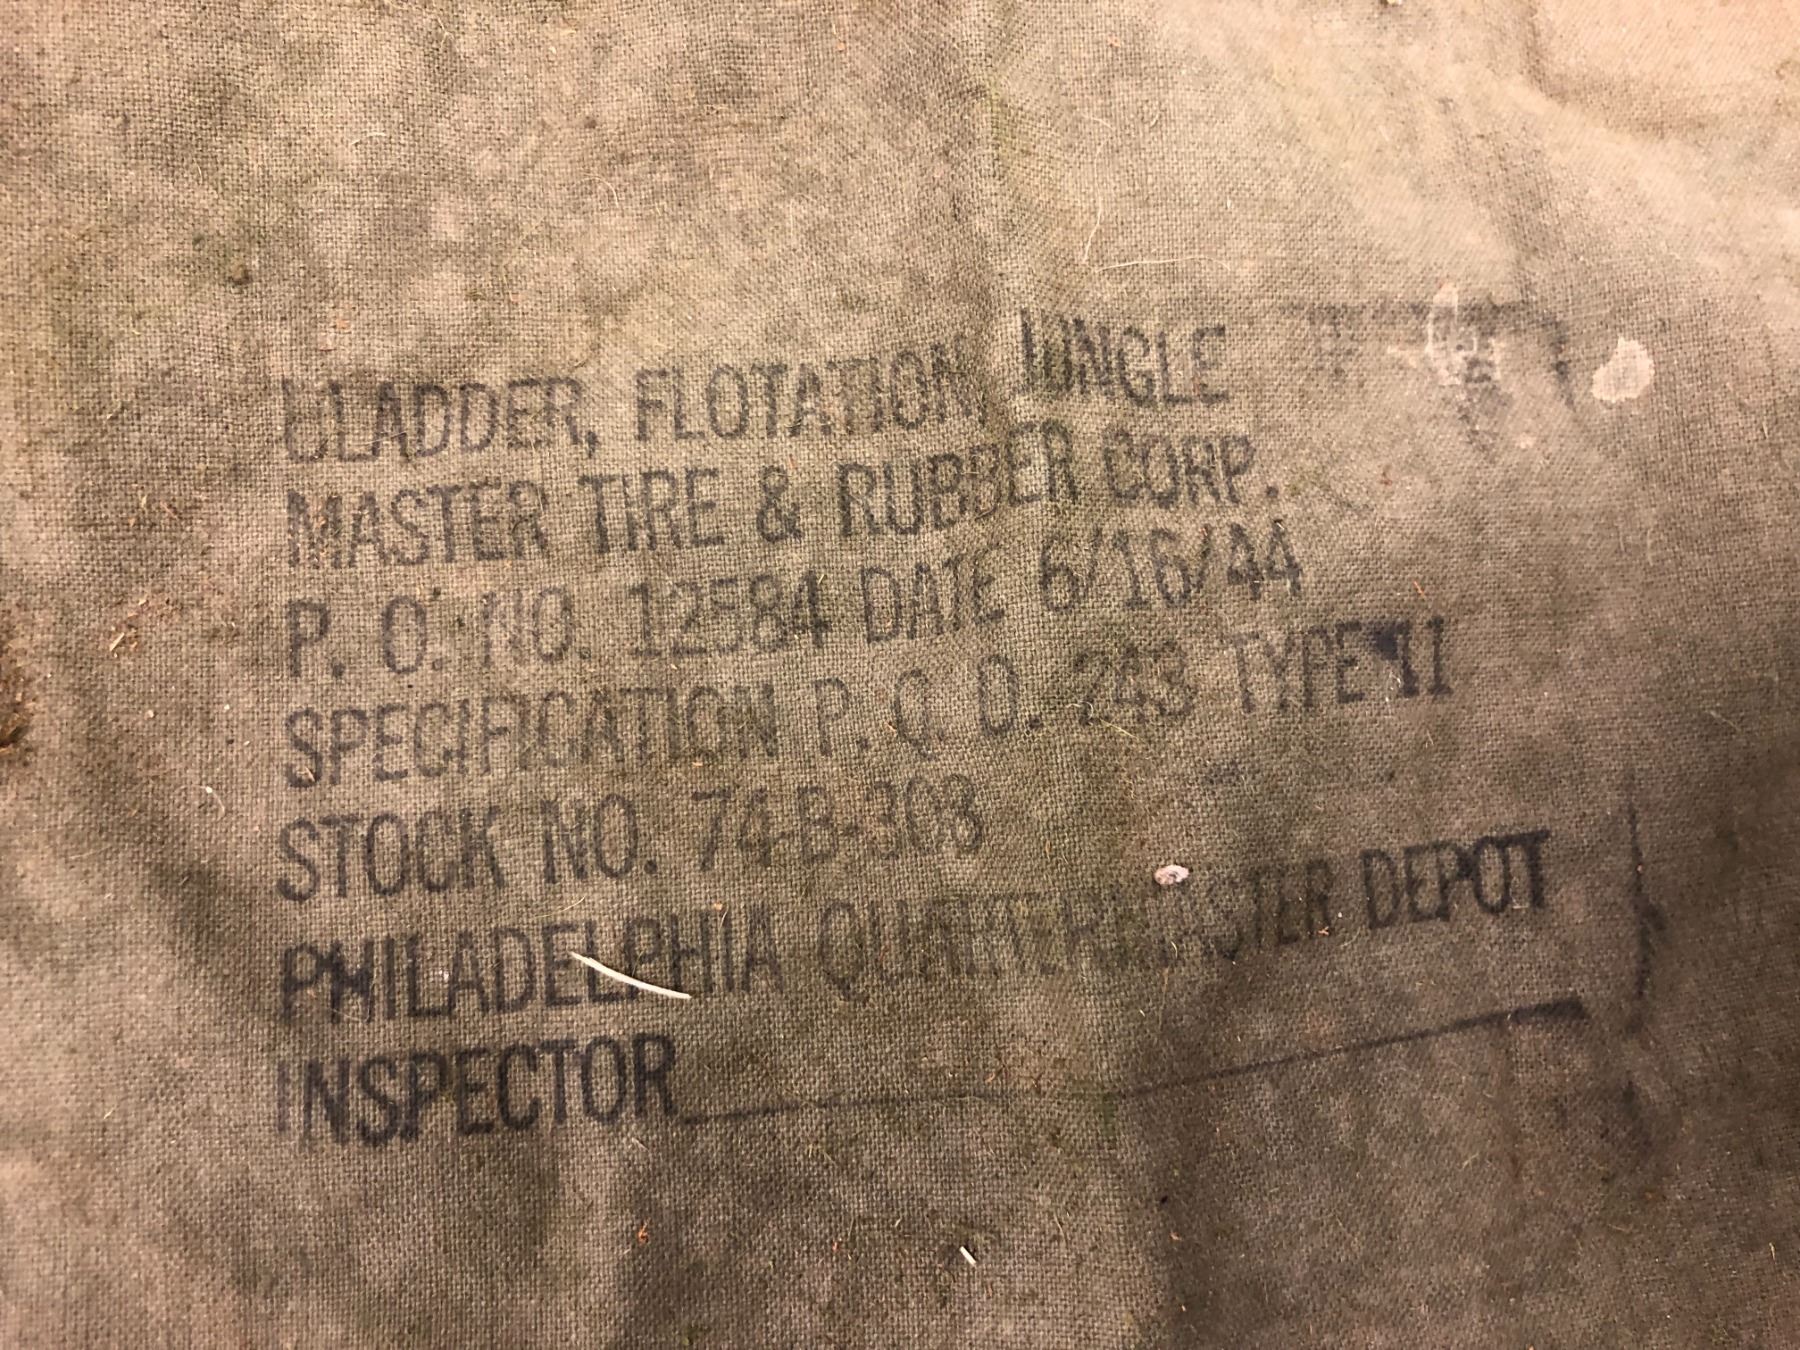 BLADDER, FLOTATION, JUNGLE
MASTER TIRE & RUBBER CORP.
P. O. NO. 12584 DATE 6/16/44
SPECIFICATION P. Q. D. 243 TYPE II
STOCK NO. 74-B-303
PHILADELPHIA QUARTERMASTER DEPOT
INSPECTOR